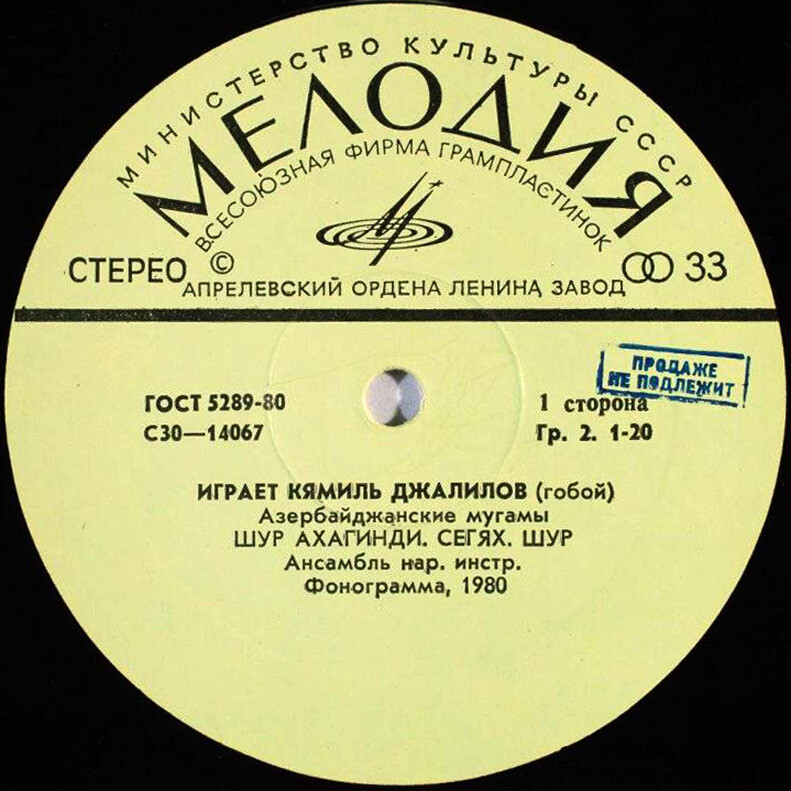 МИНИСТЕРСТВО КУЛЬТУРЫ СССР
МЕЛОДИЯ
ВСЕСОЮЗНАЯ ФИРМА ГРАМПЛАСТИНОК
СТЕРЕО © 33
АПРЕЛЕВСКИЙ ОРДЕНА ЛЕНИНА ЗАВОД
ПРОДАЖЕ
НЕ ПОДЛЕЖИТ
ГОСТ 5289-80 1 сторона
С30—14067 Гр. 2. 1-20
ИГРАЕТ КЯМИЛЬ ДЖАЛИЛОВ (гобой)
Азербайджанские мугамы
ШУР АХАГИНДИ. СЕГЯХ. ШУР
Ансамбль нар. инстр.
Фонограмма, 1980